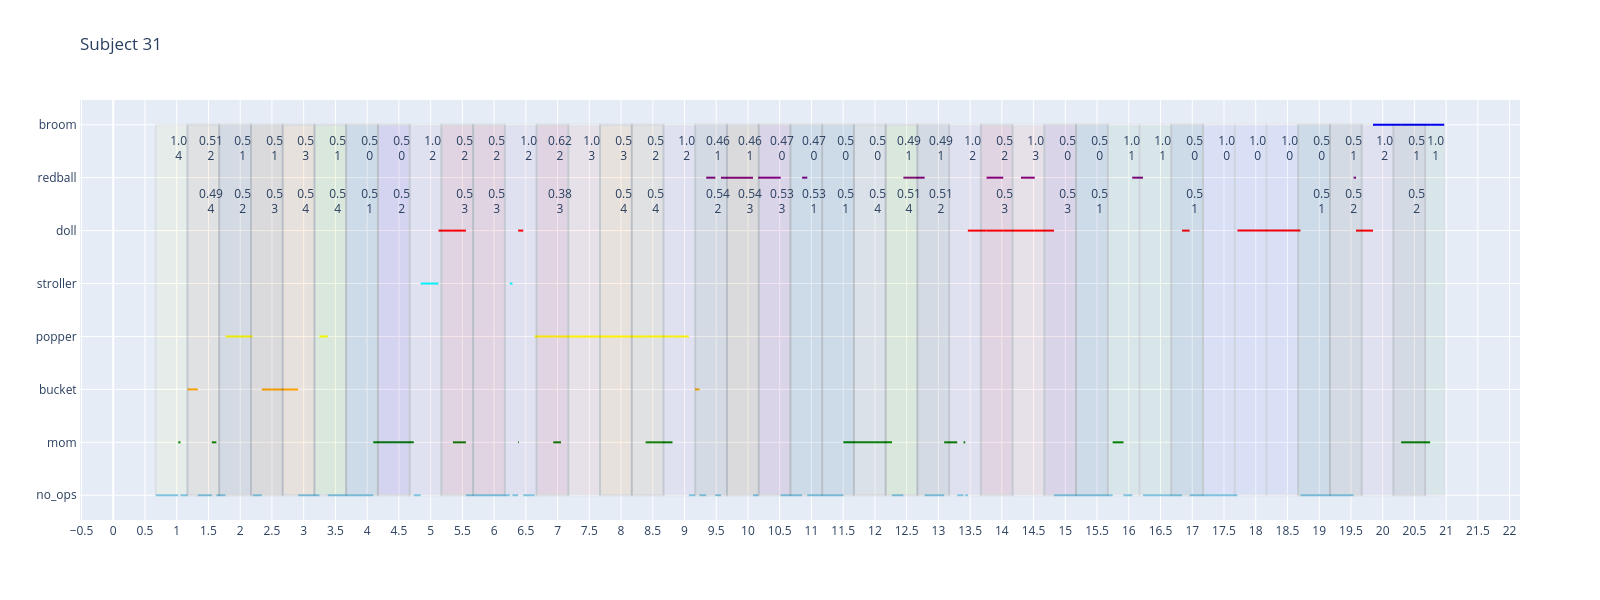 Subject 31
broom
1.0 0.51 0.5 0.5 0.5 0.5 0.5 0.5 1.0 0.5 0.5 1.0 0.62 1.0 0.5 0.5 1.0 0.46 0.46 0.47 0.47 0.5 0.5 0.49 0.49 1.0 0.5 1.0 0.5 0.5 1.0 1.0 0.5 1.0 1.0 1.0 0.5 0.5 1.0 0.5 1.0
4 2 1 1 3 1 0 0 2 2 2 2 2 3 3 2 2 1 1 0 0 0 0 1 1 2 2 3 0 0 1 1 0 0 0 0 0 1 2 1 1
redball
0.49 0.5 0.5 0.5 0.5 0.5 0.5 0.5 0.5 0.38 0.5 0.5 0.54 0.54 0.53 0.53 0.5 0.5 0.51 0.51 0.5 0.5 0.5 0.5 0.5 0.5 0.5
4 2 3 4 4 1 2 3 3 3 4 4 2 3 3 1 1 4 4 2 3 3 1 1 1 2 2
doll
stroller
popper
bucket
mom
no_ops
−0.5 0 0.5 1 1.5 2 2.5 3 3.5 4 4.5 5 5.5 6 6.5 7 7.5 8 8.5 9 9.5 10 10.5 11 11.5 12 12.5 13 13.5 14 14.5 15 15.5 16 16.5 17 17.5 18 18.5 19 19.5 20 20.5 21 21.5 22